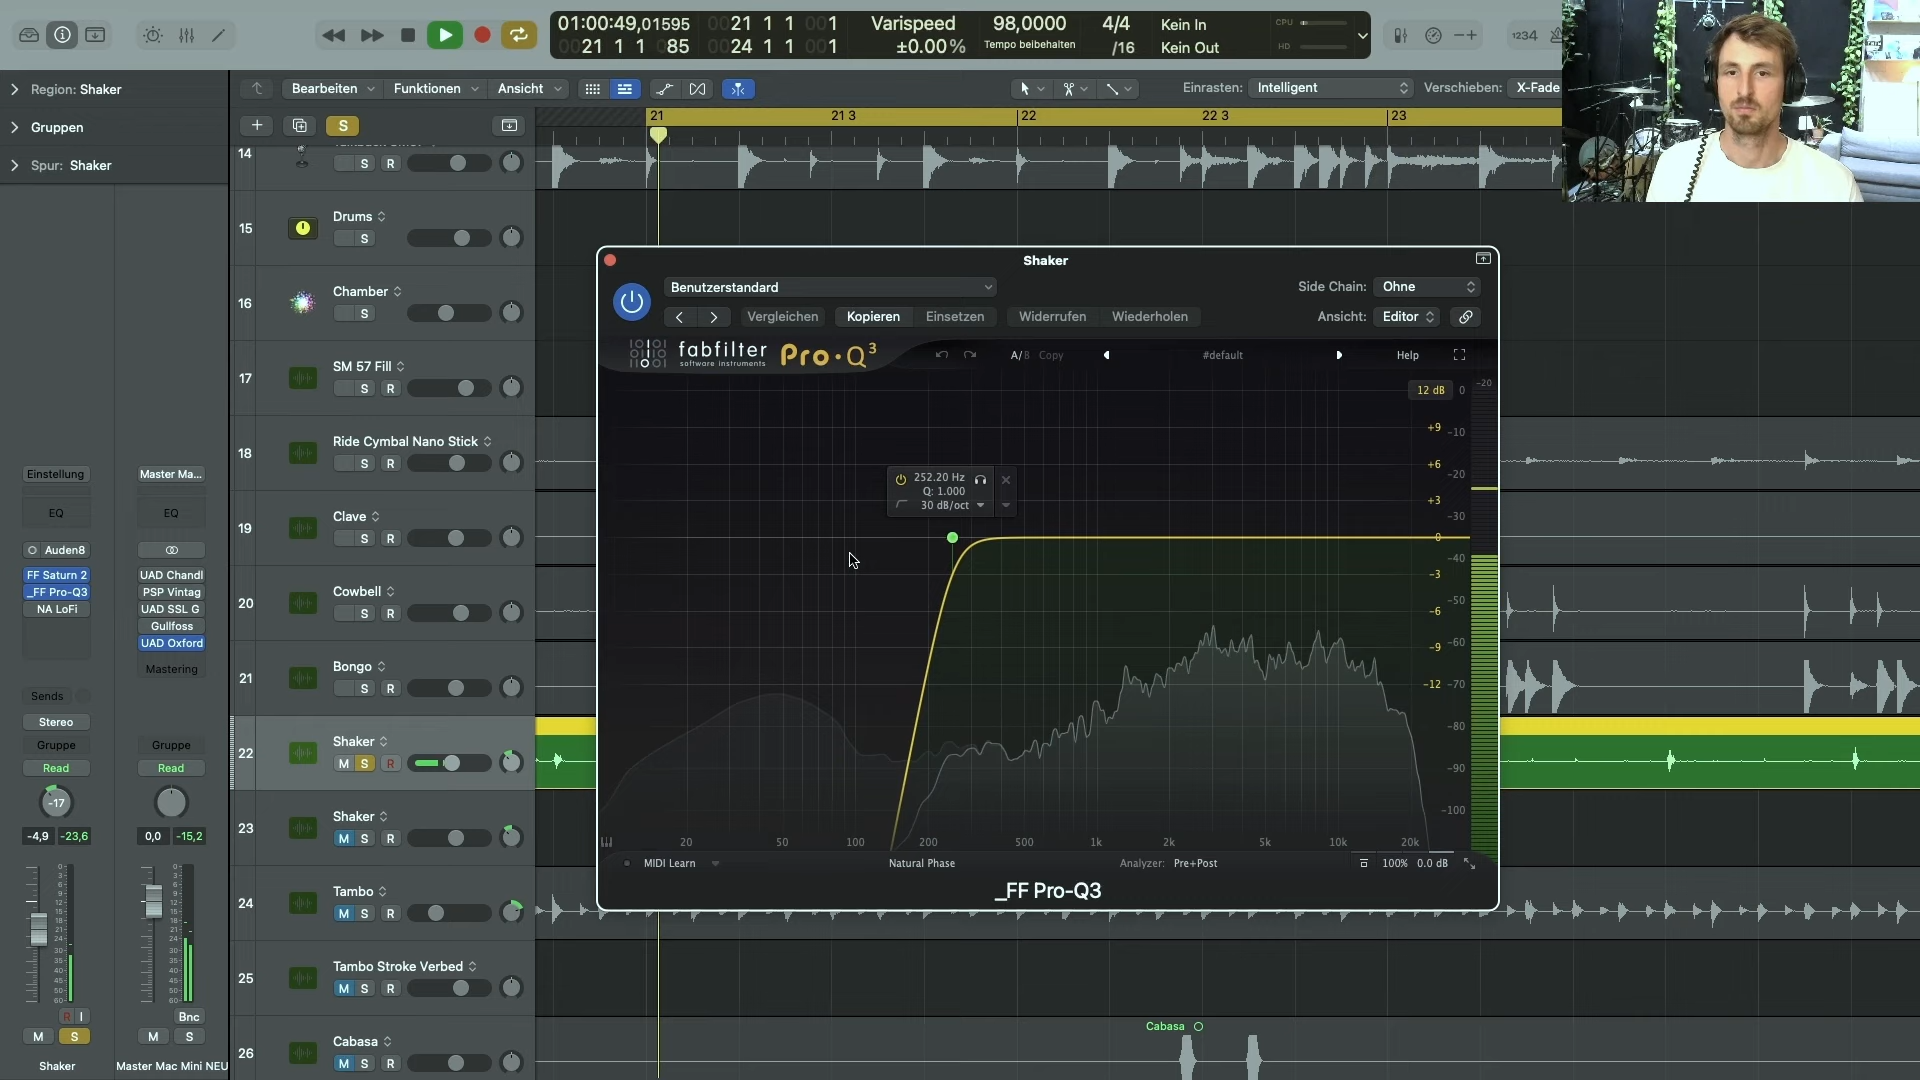 01:00:49,01595
0021 1 1 001
Varispeed
98,0000
4/4
Kein In
CPU
0021 1 1 085
0024 1 1 001
±0.00%
Tempo beibehalten
/16
Kein Out
HD
1234
Region: Shaker
Gruppen
Spur: Shaker
Bearbeiten
Funktionen
Ansicht
Einrasten: Intelligent
Verschieben: X-Fade
S
21
21 3
22
22 3
23
14
S R
15
Drums
S
16
Chamber
S
17
SM 57 Fill
S R
18
Ride Cymbal Nano Stick
S R
19
Clave
S R
20
Cowbell
S R
21
Bongo
S R
22
Shaker
M S R
23
Shaker
M S R
24
Tambo
M S R
25
Tambo Stroke Verbed
M S R
26
Cabasa
M S R
Cabasa
Einstellung
EQ
Auden8
FF Saturn 2
_FF Pro-Q3
NA LoFi
Sends
Stereo
Gruppe
Read
-17
-4,9 -23,6
R I
M S
Shaker
Master Ma...
EQ
UAD Chandl
PSP Vintag
UAD SSL G
Gullfoss
UAD Oxford
Mastering
Gruppe
Read
0,0 -15,2
Bnc
M S
Master Mac Mini NEU
Shaker
Benutzerstandard
Side Chain: Ohne
Vergleichen
Kopieren
Einsetzen
Widerrufen
Wiederholen
Ansicht: Editor
fabfilter
software instruments
Pro·Q3
A/B Copy
#default
Help
12 dB
0
-20
+9
-10
+6
-20
+3
-30
0
-40
-3
-50
-6
-60
-9
-12
-70
-80
-90
-100
252.20 Hz
Q: 1.000
30 dB/oct
20
50
100
200
500
1k
2k
5k
10k
20k
MIDI Learn
Natural Phase
Analyzer: Pre+Post
100%
0.0 dB
_FF Pro-Q3